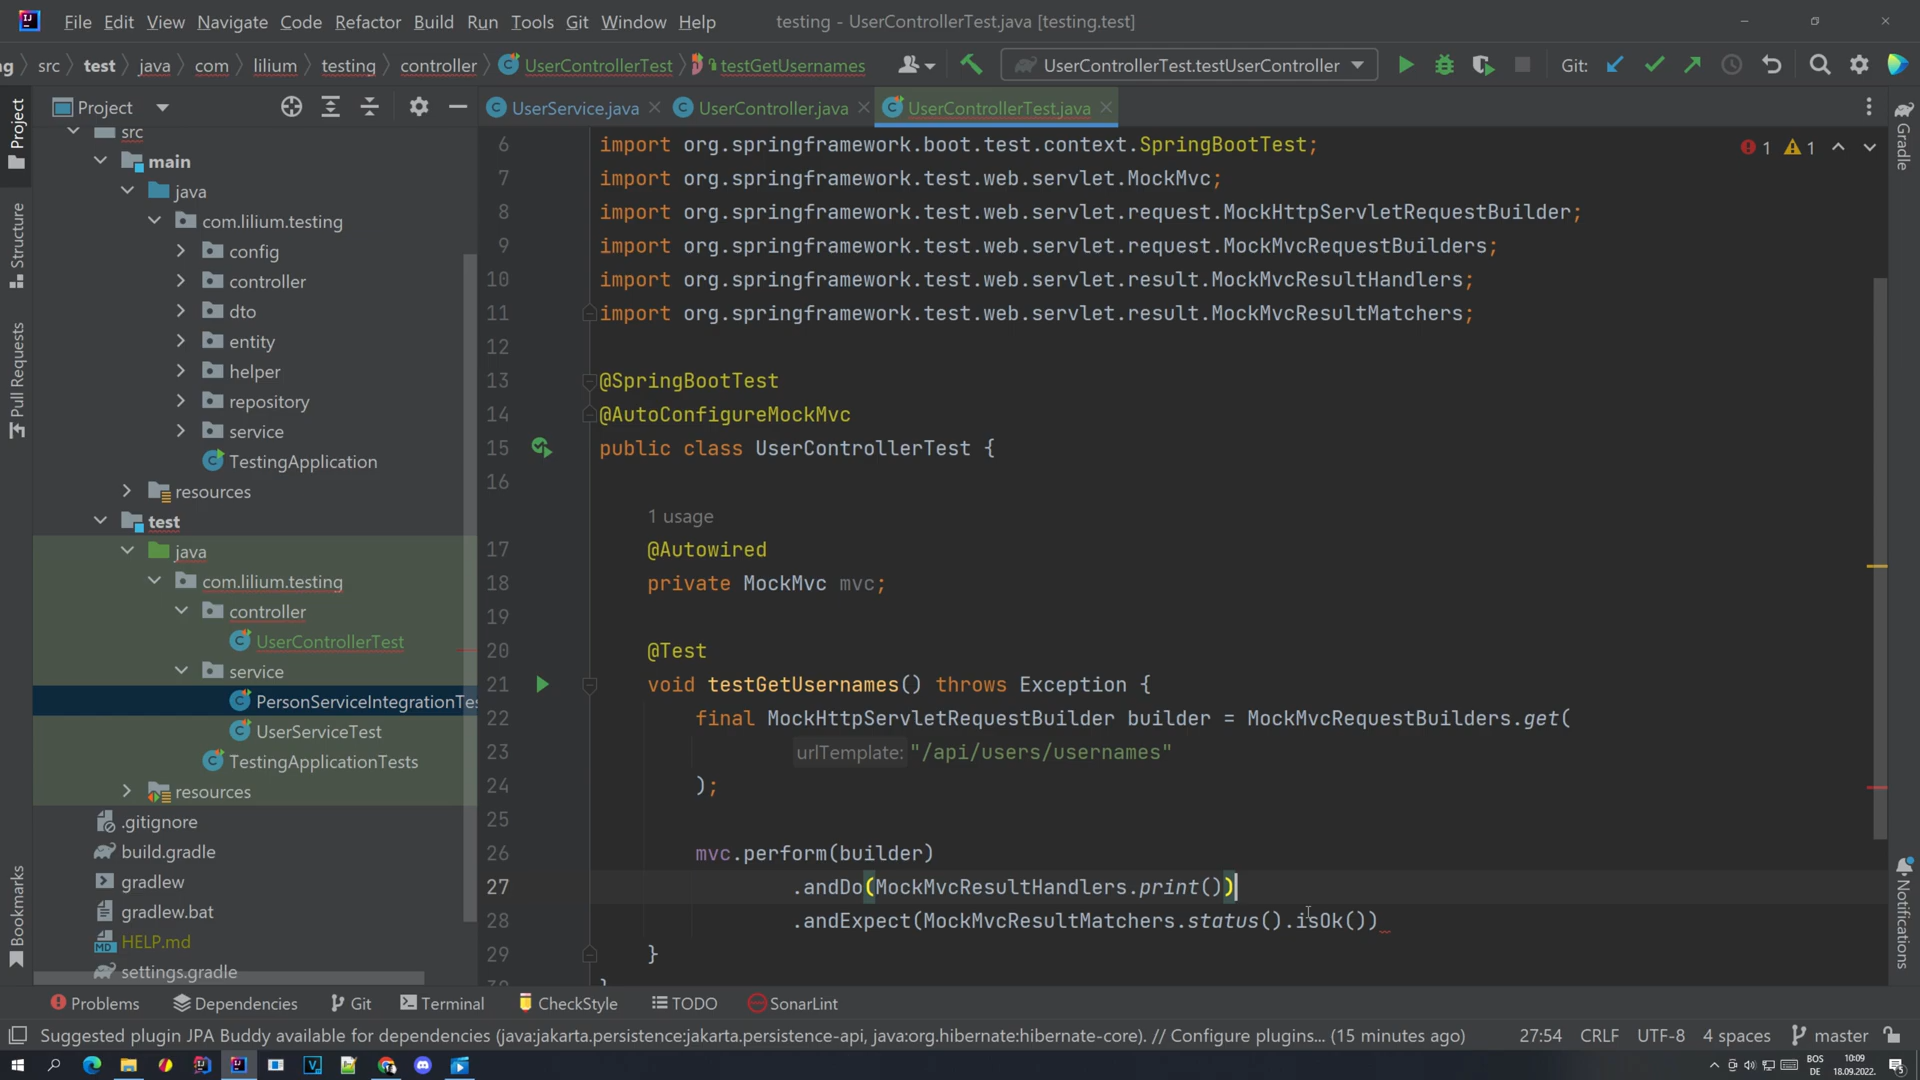 File Edit View Navigate Code Refactor Build Run Tools Git Window Help testing - UserControllerTest.java [testing.test]
src test java com lilium testing controller UserControllerTest testGetUsernames UserControllerTest.testUserController Git:
Project
UserService.java UserController.java UserControllerTest.java
src
main
java
com.lilium.testing
config
controller
dto
entity
helper
repository
service
TestingApplication
resources
test
java
com.lilium.testing
controller
UserControllerTest
service
PersonServiceIntegrationTes
UserServiceTest
TestingApplicationTests
resources
.gitignore
build.gradle
gradlew
gradlew.bat
HELP.md
settings.gradle
6 import org.springframework.boot.test.context.SpringBootTest;
7 import org.springframework.test.web.servlet.MockMvc;
8 import org.springframework.test.web.servlet.request.MockHttpServletRequestBuilder;
9 import org.springframework.test.web.servlet.request.MockMvcRequestBuilders;
10 import org.springframework.test.web.servlet.result.MockMvcResultHandlers;
11 import org.springframework.test.web.servlet.result.MockMvcResultMatchers;
12
13 @SpringBootTest
14 @AutoConfigureMockMvc
15 public class UserControllerTest {
16
1 usage
17 @Autowired
18 private MockMvc mvc;
19
20 @Test
21 void testGetUsernames() throws Exception {
22 final MockHttpServletRequestBuilder builder = MockMvcRequestBuilders.get(
23 urlTemplate: "/api/users/usernames"
24 );
25
26 mvc.perform(builder)
27 .andDo(MockMvcResultHandlers.print())
28 .andExpect(MockMvcResultMatchers.status().isOk())
29 }
1 1
Project
Structure
Pull Requests
Bookmarks
Gradle
Notifications
Problems Dependencies Git Terminal CheckStyle TODO SonarLint
Suggested plugin JPA Buddy available for dependencies (java:jakarta.persistence:jakarta.persistence-api, java:org.hibernate:hibernate-core). // Configure plugins... (15 minutes ago) 27:54 CRLF UTF-8 4 spaces master
BOS
DE
10:09
18.09.2022.